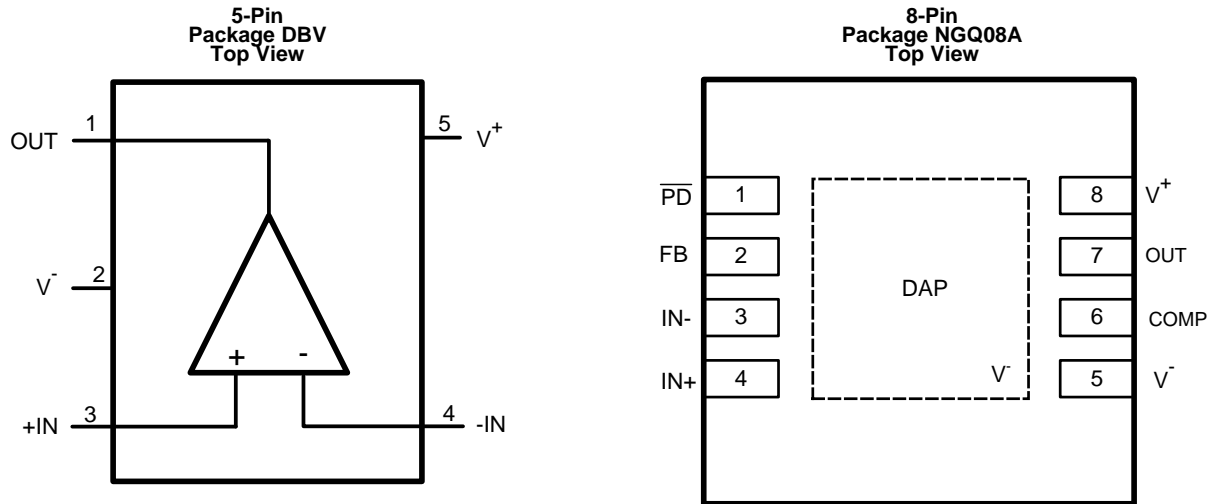 5-Pin
Package DBV
Top View
OUT
1
5
V+
V-
2
+
-
+IN
3
4
-IN
8-Pin
Package NGQ08A
Top View
PD
1
8
V+
FB
2
7
OUT
DAP
IN-
3
6
COMP
IN+
4
V-
5
V-